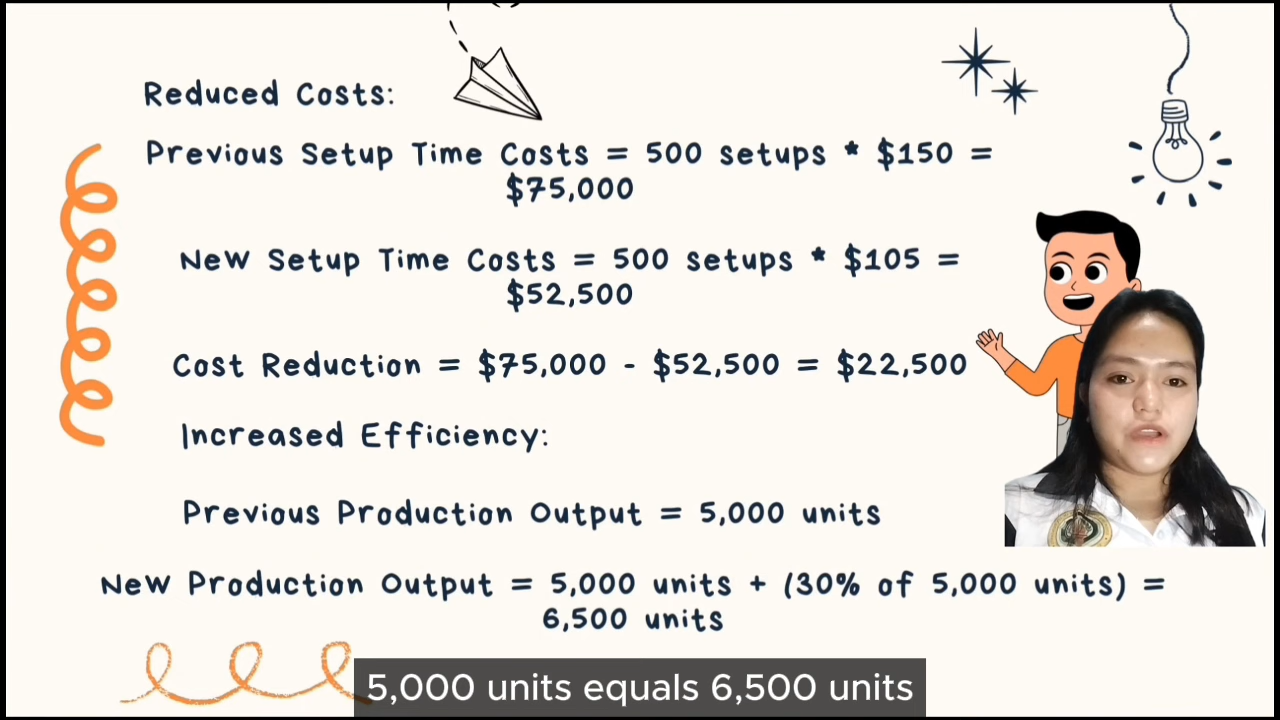 Reduced Costs:
Previous Setup Time Costs = 500 setups * $150 =
$75,000
New Setup Time Costs = 500 setups * $105 =
$52,500
Cost Reduction = $75,000 - $52,500 = $22,500
Increased Efficiency:
Previous Production Output = 5,000 units
New Production Output = 5,000 units + (30% of 5,000 units) =
6,500 units
5,000 units equals 6,500 units